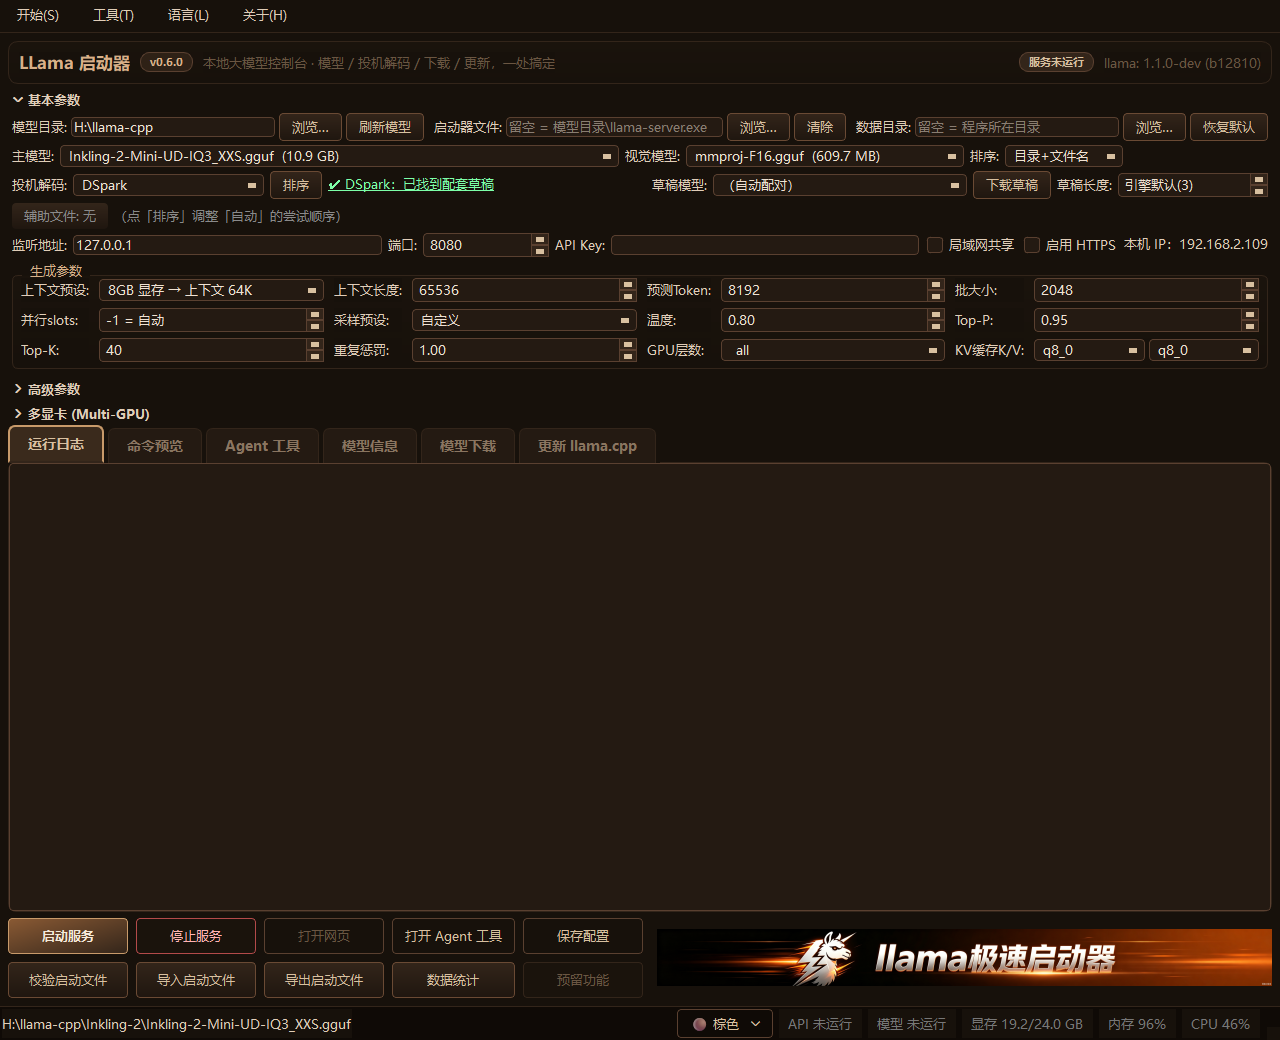 开始(S) 工具(T) 语言(L) 关于(H)
LLama 启动器 v0.6.0 本地大模型控制台 · 模型 / 投机解码 / 下载 / 更新，一处搞定 服务未运行 llama: 1.1.0-dev (b12810)
基本参数
模型目录: H:\llama-cpp 浏览... 刷新模型 启动器文件: 留空 = 模型目录\llama-server.exe 浏览... 清除 数据目录: 留空 = 程序所在目录 浏览... 恢复默认
主模型: Inkling-2-Mini-UD-IQ3_XXS.gguf (10.9 GB) 视觉模型: mmproj-F16.gguf (609.7 MB) 排序: 目录+文件名
投机解码: DSpark 排序 ✔ DSpark：已找到配套草稿 草稿模型: （自动配对） 下载草稿 草稿长度: 引擎默认(3)
辅助文件: 无 （点「排序」调整「自动」的尝试顺序）
监听地址: 127.0.0.1 端口: 8080 API Key: 局域网共享 启用 HTTPS 本机 IP：192.168.2.109
生成参数
上下文预设: 8GB 显存 → 上下文 64K 上下文长度: 65536 预测Token: 8192 批大小: 2048
并行slots: -1 = 自动 采样预设: 自定义 温度: 0.80 Top-P: 0.95
Top-K: 40 重复惩罚: 1.00 GPU层数: all KV缓存K/V: q8_0 q8_0
高级参数
多显卡 (Multi-GPU)
运行日志 命令预览 Agent 工具 模型信息 模型下载 更新 llama.cpp
启动服务 停止服务 打开网页 打开 Agent 工具 保存配置
校验启动文件 导入启动文件 导出启动文件 数据统计 预留功能
llama极速启动器
H:\llama-cpp\Inkling-2\Inkling-2-Mini-UD-IQ3_XXS.gguf 棕色 API 未运行 模型 未运行 显存 19.2/24.0 GB 内存 96% CPU 46%